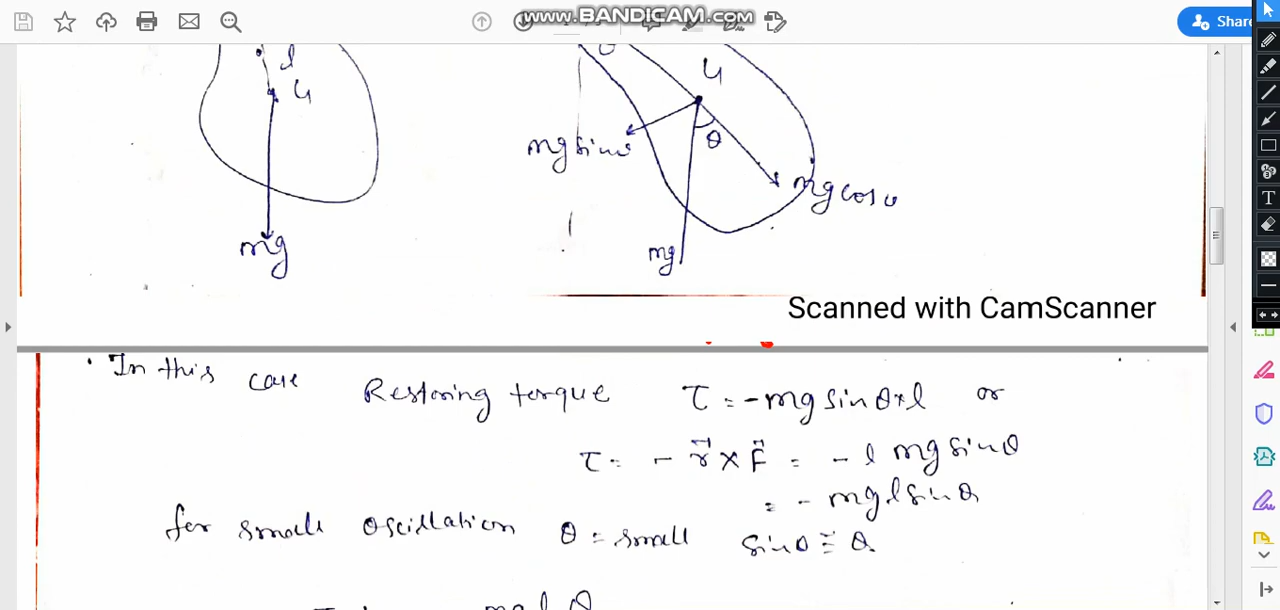 www.BANDICAM.com
Share
l
G
mg
θ
G
mg sinθ
θ
mg cosθ
mg
Scanned with CamScanner
In this case Restoring torque τ = -mg sinθ × l or
τ = - r⃗ × F⃗ = - l mg sinθ
= - mgl sinθ
for small oscillation θ = small sinθ ≅ θ
mgl θ